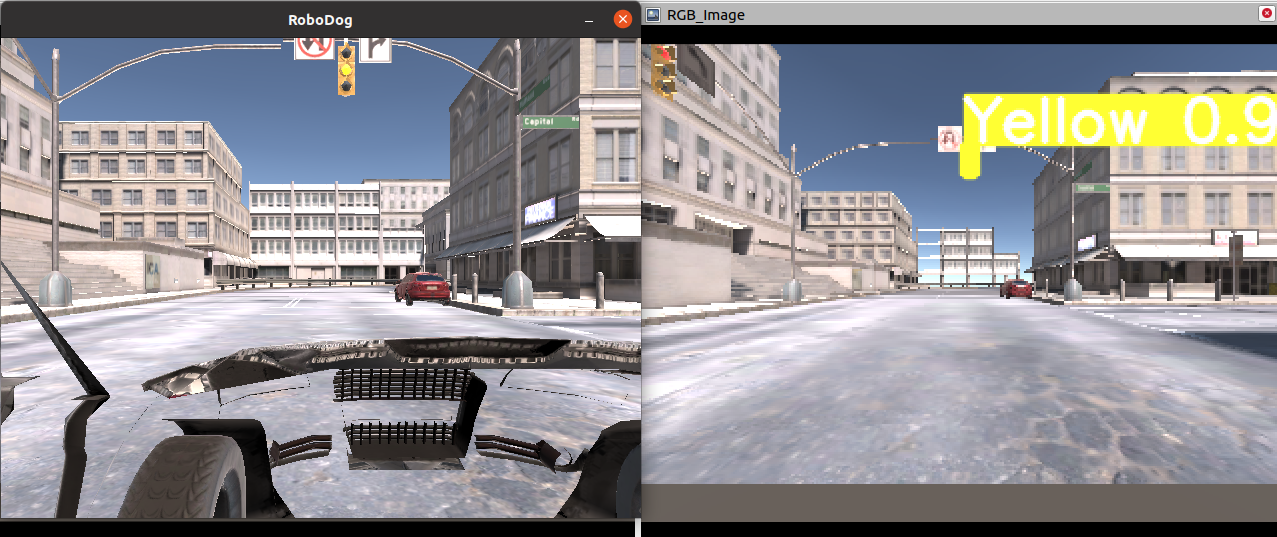 RoboDog
RGB_Image
Capital
Yellow 0.9